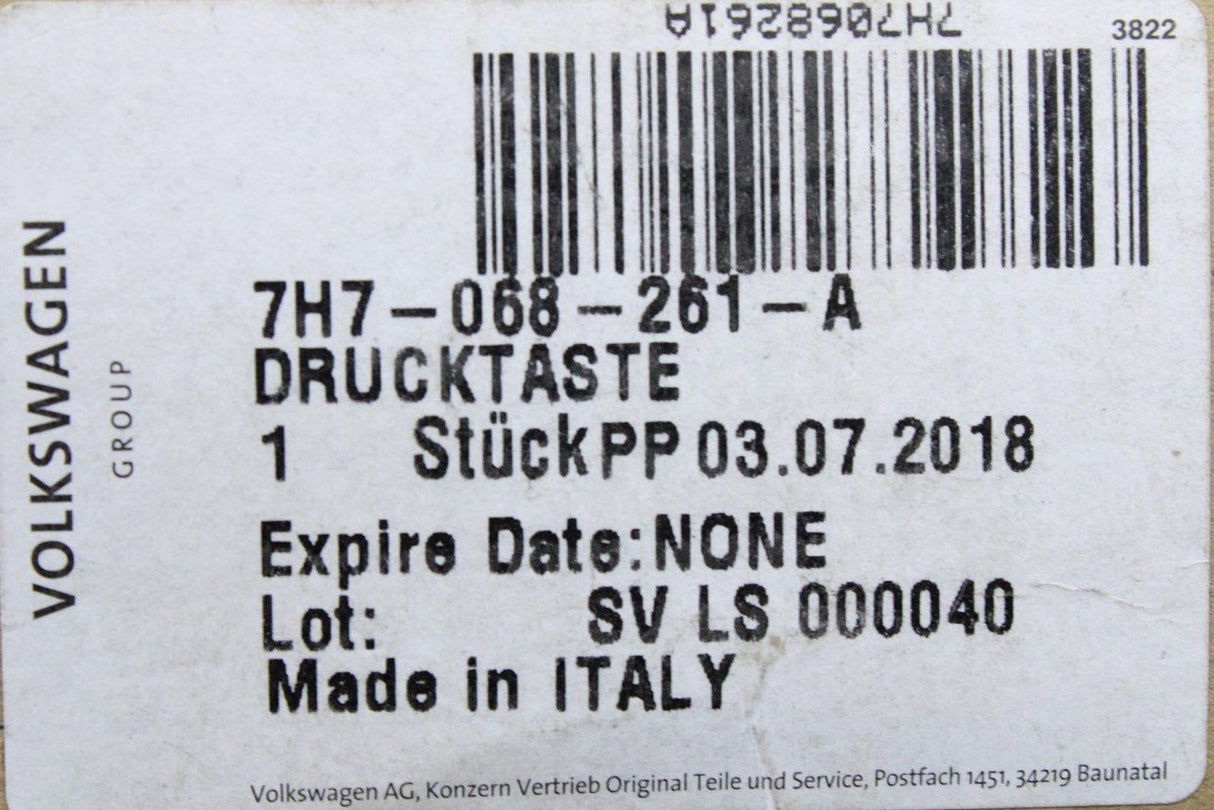 7H7068261A
3822
VOLKSWAGEN
GROUP
7H7-068-261-A
DRUCKTASTE
1 Stück PP 03.07.2018
Expire Date:NONE
Lot: SV LS 000040
Made in ITALY
Volkswagen AG, Konzern Vertrieb Original Teile und Service, Postfach 1451, 34219 Baunatal